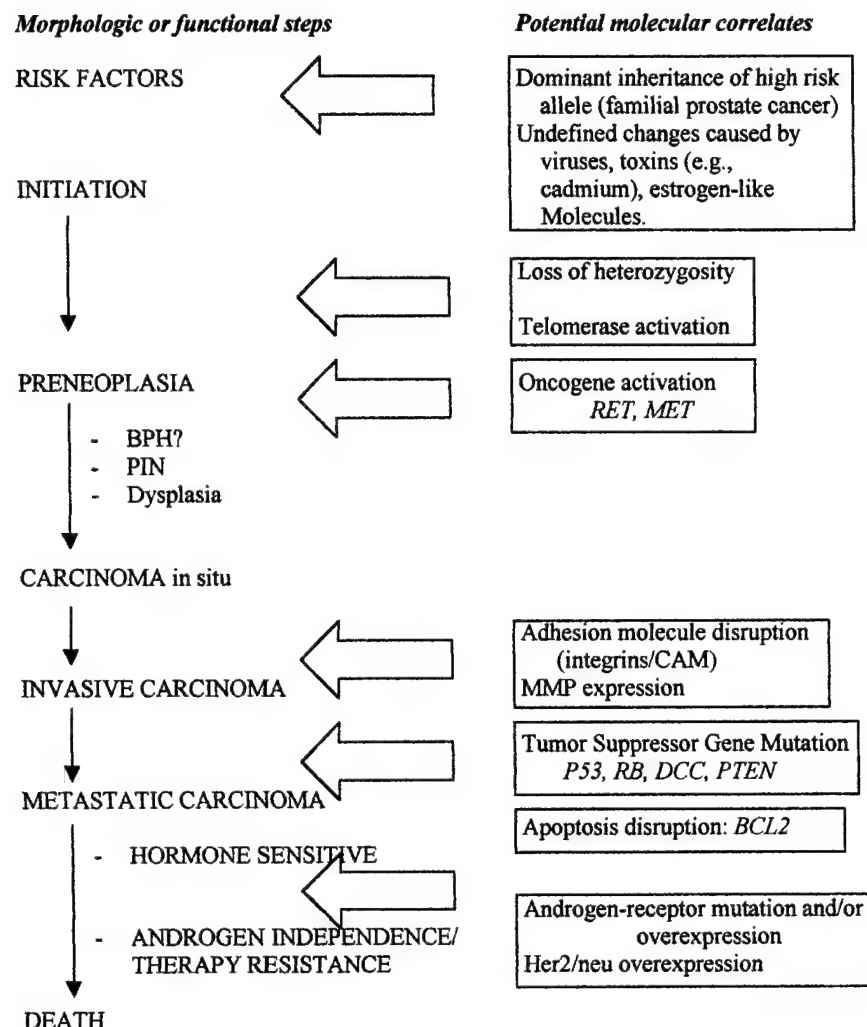 Morphologic or functional steps
Potential molecular correlates
RISK FACTORS
Dominant inheritance of high risk
allele (familial prostate cancer)
Undefined changes caused by
viruses, toxins (e.g.,
cadmium), estrogen-like
Molecules.
INITIATION
Loss of heterozygosity
Telomerase activation
PRENEOPLASIA
Oncogene activation
RET, MET
- BPH?
- PIN
- Dysplasia
CARCINOMA in situ
Adhesion molecule disruption
(integrins/CAM)
MMP expression
INVASIVE CARCINOMA
Tumor Suppressor Gene Mutation
P53, RB, DCC, PTEN
METASTATIC CARCINOMA
Apoptosis disruption: BCL2
- HORMONE SENSITIVE
Androgen-receptor mutation and/or
overexpression
Her2/neu overexpression
- ANDROGEN INDEPENDENCE/
THERAPY RESISTANCE
DEATH